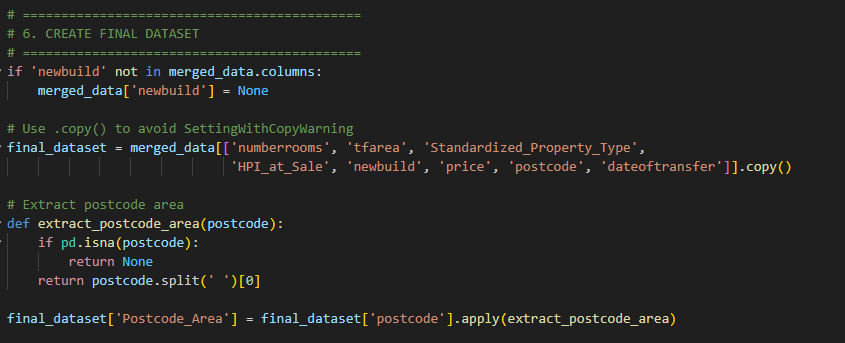 # ============================================
# 6. CREATE FINAL DATASET
# ============================================
if 'newbuild' not in merged_data.columns:
    merged_data['newbuild'] = None

# Use .copy() to avoid SettingWithCopyWarning
final_dataset = merged_data[['numberrooms', 'tfarea', 'Standardized_Property_Type',
                             'HPI_at_Sale', 'newbuild', 'price', 'postcode', 'dateoftransfer']].copy()

# Extract postcode area
def extract_postcode_area(postcode):
    if pd.isna(postcode):
        return None
    return postcode.split(' ')[0]

final_dataset['Postcode_Area'] = final_dataset['postcode'].apply(extract_postcode_area)